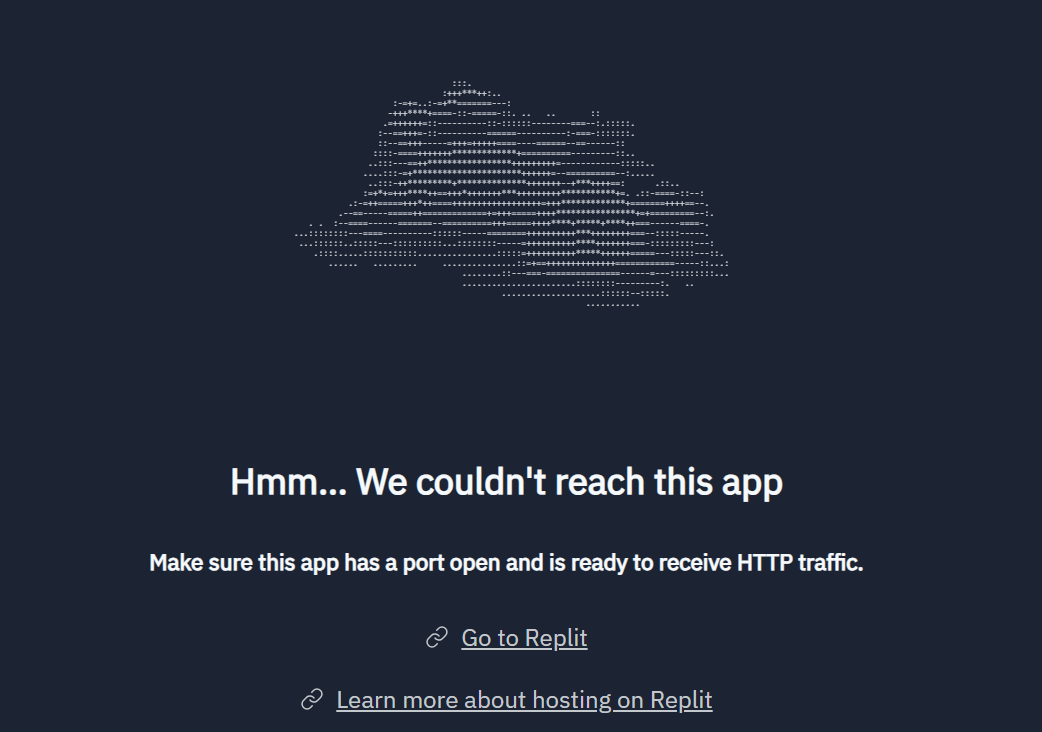 Hmm... We couldn't reach this app
Make sure this app has a port open and is ready to receive HTTP traffic.
Go to Replit
Learn more about hosting on Replit